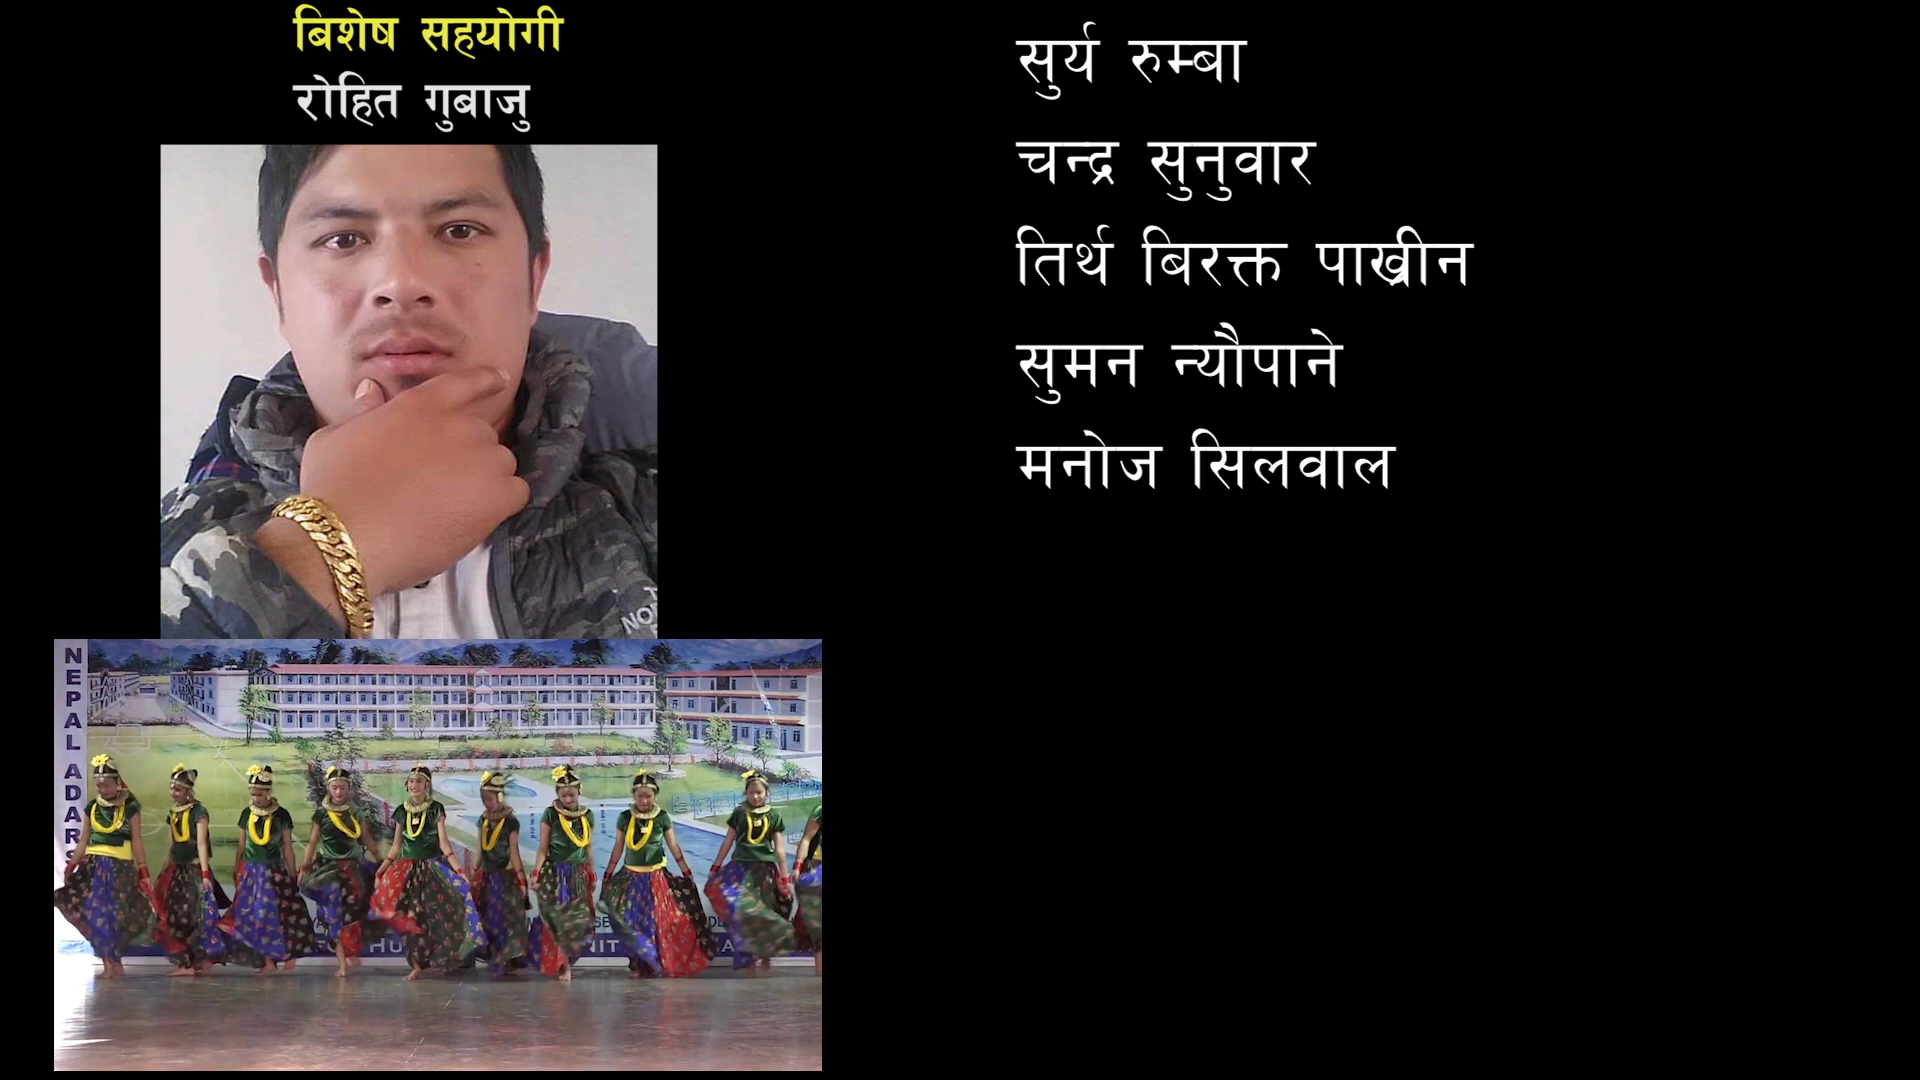 बिशेष सहयोगी
रोहित गुबाजु
सुर्य रुम्बा
चन्द्र सुनुवार
तिर्थ बिरक्त पाख्रीन
सुमन न्यौपाने
मनोज सिलवाल
NEPAL ADARS